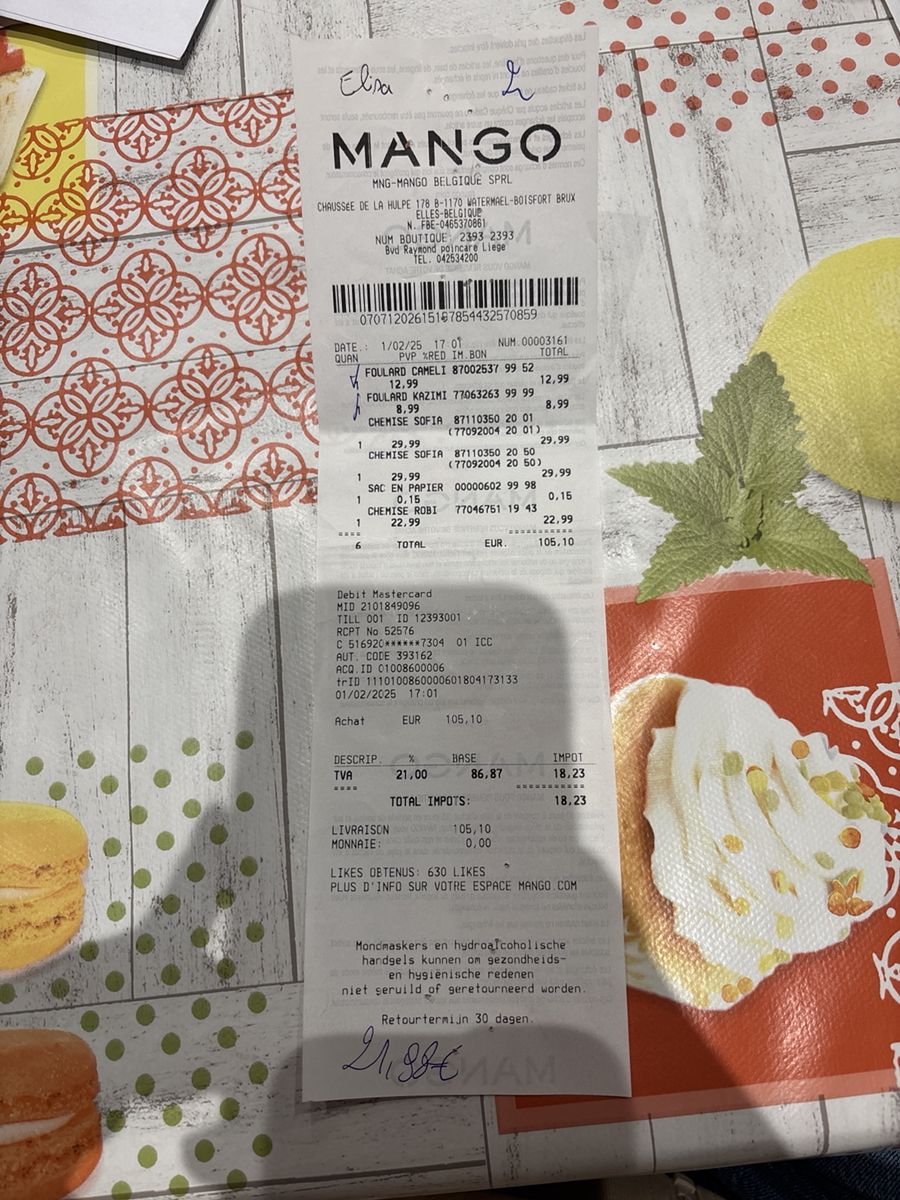 Elisa 2
MANGO
MNG-MANGO BELGIQUE SPRL
CHAUSSéE DE LA HULPE 178 B-1170 WATERMAEL-BOISFORT BRUX
ELLES-BELGIQUE
N. FBE-0465370861
NUM BOUTIQUE 2393 2393
Bvd Raymond poincare Liege
TEL. 042534200
DATE.: 1/02/25 17:01 NUM.00003161
QUAN PVP %RED IM.BON TOTAL
FOULARD CAMELI 87002537 99 52
12,99 12,99
FOULARD KAZIMI 77063263 99 99
8,99 8,99
CHEMISE SOFIA 87110350 20 01
(77092004 20 01)
1 29,99 29,99
CHEMISE SOFIA 87110350 20 50
(77092004 20 50)
1 29,99 29,99
SAC EN PAPIER 00000602 99 98
1 0,15 0,15
CHEMISE ROBI 77046751 19 43
1 22,99 22,99
==== ===========
6 TOTAL EUR. 105,10
Debit Mastercard
MID 2101849096
TILL 001 ID 12393001
RCPT No 52576
C 516920******7304 01 ICC
AUT. CODE 393162
ACQ.ID 01008600006
trID 1110100860000601804173133
01/02/2025 17:01
Achat EUR 105,10
DESCRIP. % BASE IMPOT
TVA 21,00 86,87 18,23
==== ===========
TOTAL IMPOTS: 18,23
LIVRAISON 105,10
MONNAIE: 0,00
LIKES OBTENUS: 630 LIKES
PLUS D'INFO SUR VOTRE ESPACE MANGO.COM
Mondmaskers en hydroalcoholische
handgels kunnen om gezondheids-
en hygiënische redenen
niet geruild of geretourneerd worden.
Retourtermijn 30 dagen.
21,98€